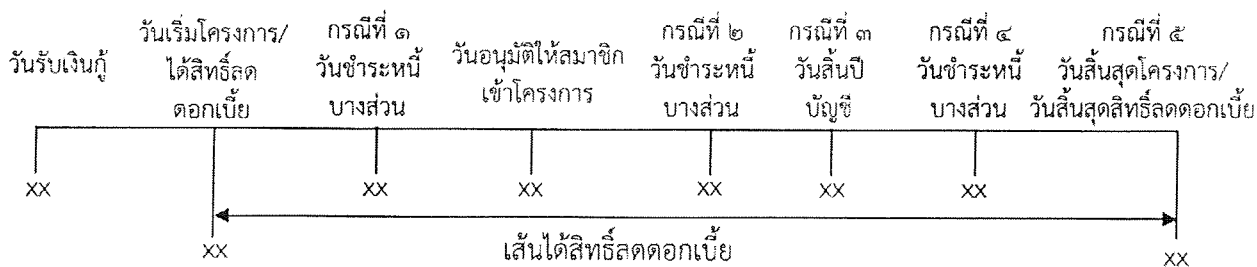 วันรับเงินกู้
วันเริ่มโครงการ/
ได้สิทธิ์ลด
ดอกเบี้ย
กรณีที่ ๑
วันชำระหนี้
บางส่วน
วันอนุมัติให้สมาชิก
เข้าโครงการ
กรณีที่ ๒
วันชำระหนี้
บางส่วน
กรณีที่ ๓
วันสิ้นปี
บัญชี
กรณีที่ ๔
วันชำระหนี้
บางส่วน
กรณีที่ ๕
วันสิ้นสุดโครงการ/
วันสิ้นสุดสิทธิ์ลดดอกเบี้ย
XX XX XX XX XX XX
เส้นได้สิทธิ์ลดดอกเบี้ย
XX XX